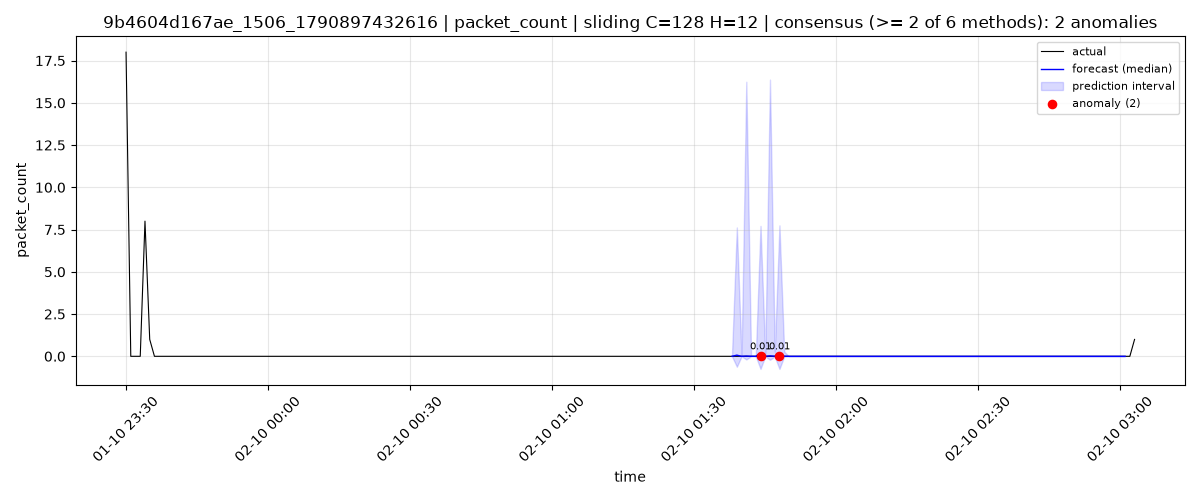 9b4604d167ae_1506_1790897432616 | packet_count | sliding C=128 H=12 | consensus (>= 2 of 6 methods): 2 anomalies
actual
forecast (median)
prediction interval
anomaly (2)
packet_count
17.5
15.0
12.5
10.0
7.5
5.0
2.5
0.0
0.01
0.01
01-10 23:30
02-10 00:00
02-10 00:30
02-10 01:00
02-10 01:30
02-10 02:00
02-10 02:30
02-10 03:00
time